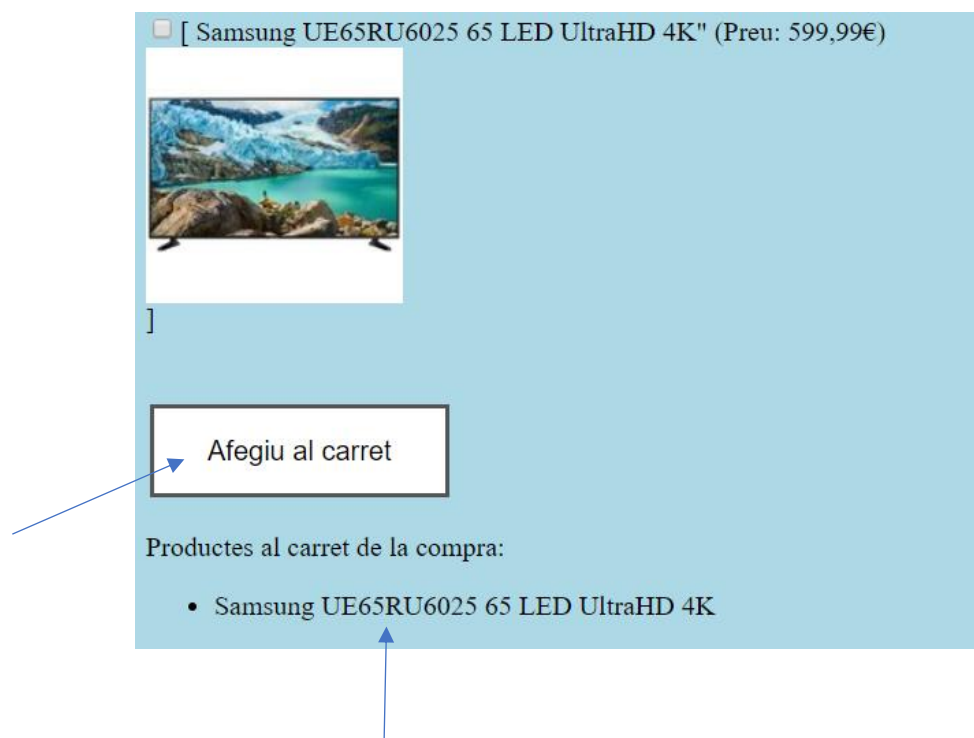 [ Samsung UE65RU6025 65 LED UltraHD 4K" (Preu: 599,99€)
]
Afegiu al carret
Productes al carret de la compra:
• Samsung UE65RU6025 65 LED UltraHD 4K